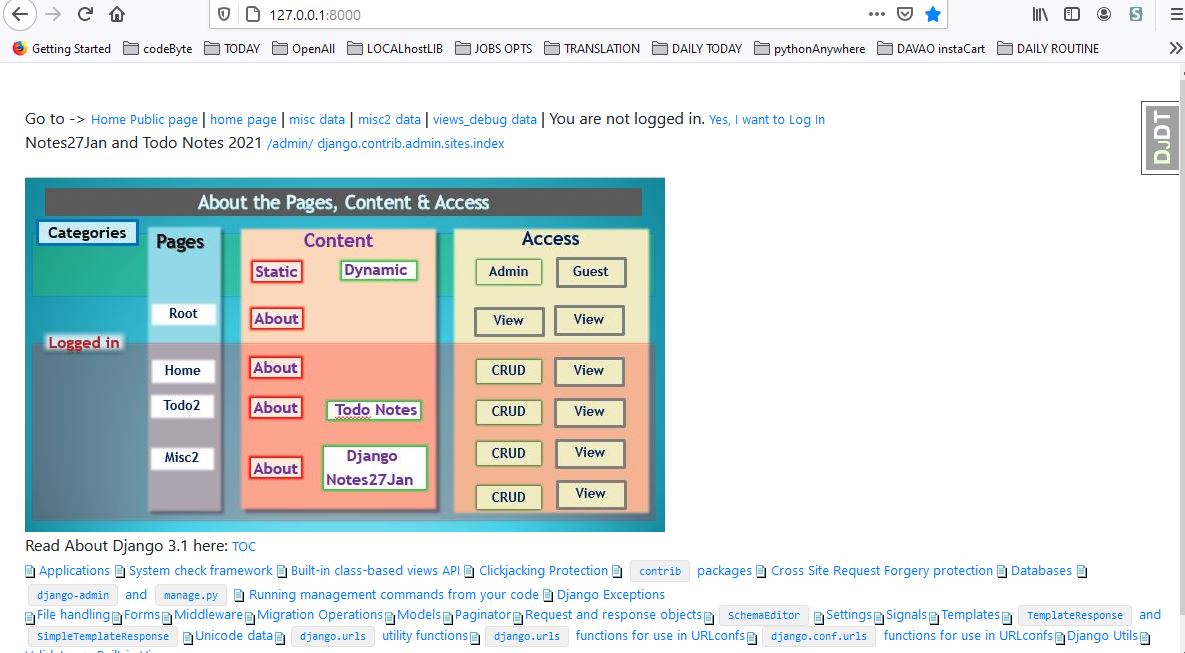 127.0.0.1:8000
Getting Started codeByte TODAY OpenAll LOCALhostLIB JOBS OPTS TRANSLATION DAILY TODAY pythonAnywhere DAVAO instaCart DAILY ROUTINE
Go to -> Home Public page | home page | misc data | misc2 data | views_debug data | You are not logged in. Yes, I want to Log In
DJDT
Notes27Jan and Todo Notes 2021 /admin/ django.contrib.admin.sites.index
About the Pages, Content & Access
Categories Pages Content Access
Static Dynamic Admin Guest
Root About View View
Logged in
Home About CRUD View
Todo2 About Todo Notes CRUD View
Misc2 About Django CRUD View
Notes27Jan
CRUD View
Read About Django 3.1 here: TOC
Applications System check framework Built-in class-based views API Clickjacking Protection contrib packages Cross Site Request Forgery protection Databases
django-admin and manage.py Running management commands from your code Django Exceptions
File handling Forms Middleware Migration Operations Models Paginator Request and response objects SchemaEditor Settings Signals Templates TemplateResponse and
SimpleTemplateResponse Unicode data django.urls utility functions django.urls functions for use in URLconfs django.conf.urls functions for use in URLconfs Django Utils